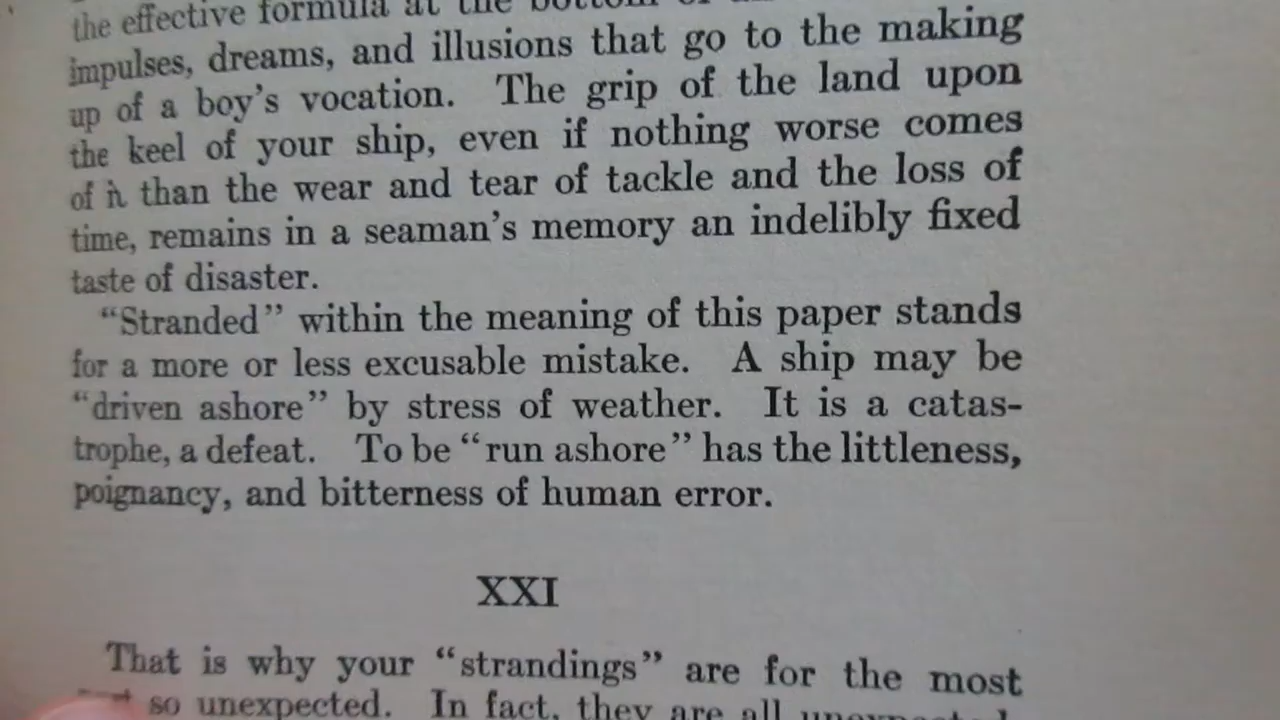 the effective formula at the bottom of
impulses, dreams, and illusions that go to the making
up of a boy's vocation. The grip of the land upon
the keel of your ship, even if nothing worse comes
of it than the wear and tear of tackle and the loss of
time, remains in a seaman's memory an indelibly fixed
taste of disaster.
“Stranded” within the meaning of this paper stands
for a more or less excusable mistake. A ship may be
“driven ashore” by stress of weather. It is a catas-
trophe, a defeat. To be “run ashore” has the littleness,
poignancy, and bitterness of human error.
XXI
That is why your “strandings” are for the most
so unexpected. In fact, they are all unexpected,